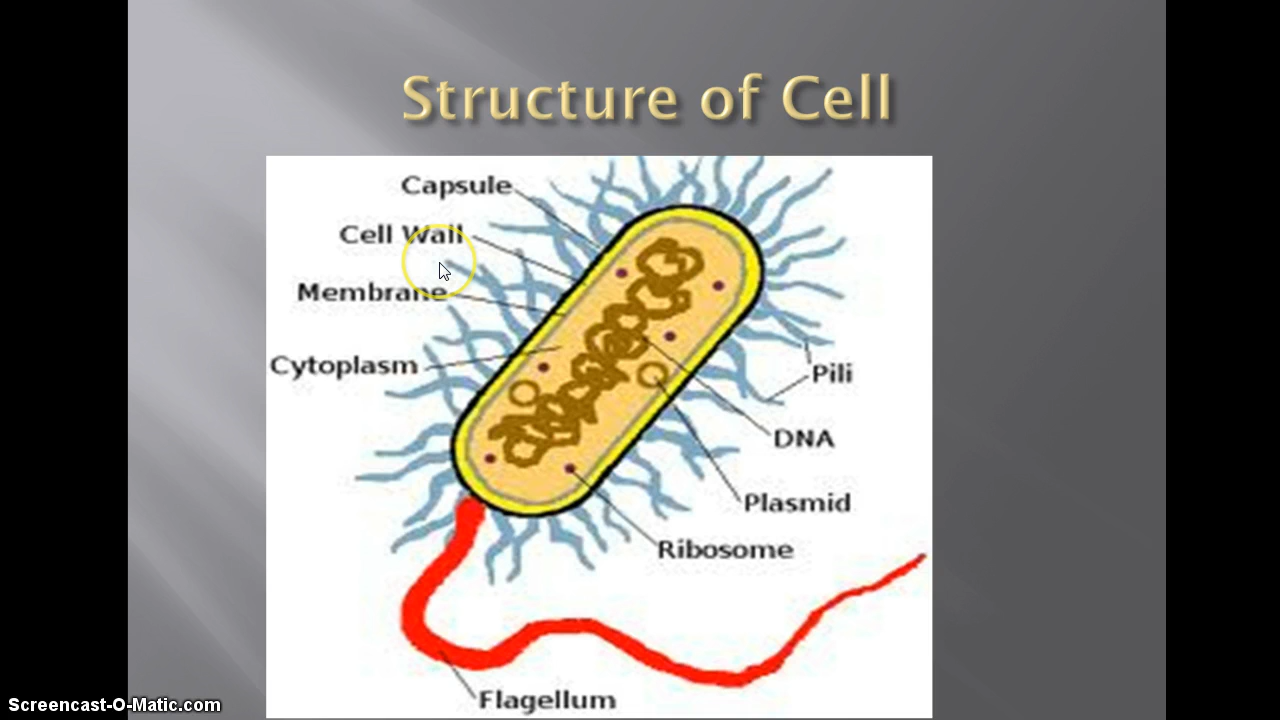 Structure of Cell
Capsule
Cell Wall
Membrane
Cytoplasm
Pili
DNA
Plasmid
Ribosome
Flagellum
Screencast-O-Matic.com